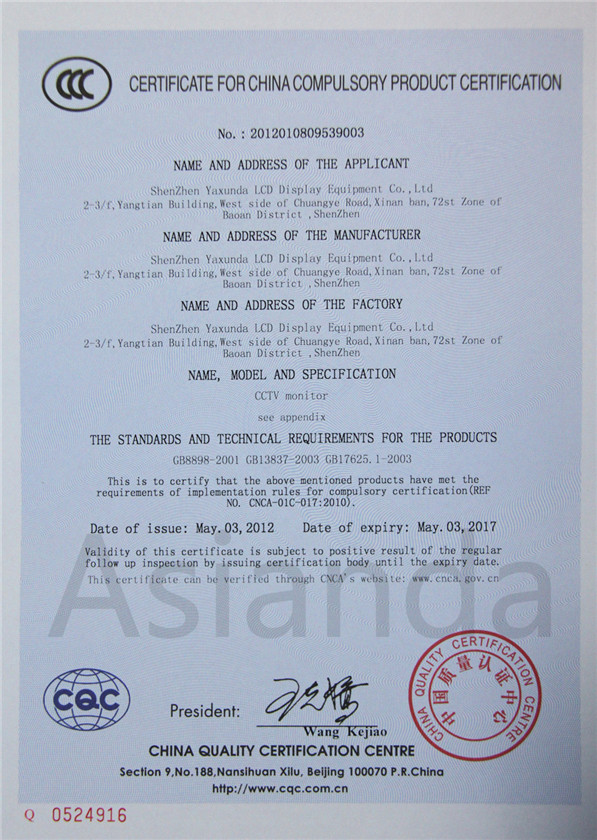 CCC
CERTIFICATE FOR CHINA COMPULSORY PRODUCT CERTIFICATION
No. : 2012010809539003
NAME AND ADDRESS OF THE APPLICANT
ShenZhen Yaxunda LCD Display Equipment Co.,Ltd
2-3/f,Yangtian Building,West side of Chuangye Road,Xinan ban,72st Zone of
Baoan District ,ShenZhen
NAME AND ADDRESS OF THE MANUFACTURER
ShenZhen Yaxunda LCD Display Equipment Co.,Ltd
2-3/f,Yangtian Building,West side of Chuangye Road,Xinan ban,72st Zone of
Baoan District ,ShenZhen
NAME AND ADDRESS OF THE FACTORY
ShenZhen Yaxunda LCD Display Equipment Co.,Ltd
2-3/f,Yangtian Building,West side of Chuangye Road,Xinan ban,72st Zone of
Baoan District ,ShenZhen
NAME, MODEL AND SPECIFICATION
CCTV monitor
see appendix
THE STANDARDS AND TECHNICAL REQUIREMENTS FOR THE PRODUCTS
GB8898-2001 GB13837-2003 GB17625.1-2003
This is to certify that the above mentioned products have met the
requirements of implementation rules for compulsory certification(REF
NO. CNCA-01C-017:2010).
Date of issue: May.03,2012 Date of expiry: May.03,2017
Validity of this certificate is subject to positive result of the regular
follow up inspection by issuing certification body until the expiry date.
This certificate can be verified through CNCA's website: www.cnca.gov.cn
Asianda
CHINA QUALITY CERTIFICATION CENTRE
中国质量认证中心
CQC
President:
王克娇
Wang Kejiao
CHINA QUALITY CERTIFICATION CENTRE
Section 9,No.188,Nansihuan Xilu, Beijing 100070 P.R.China
http://www.cqc.com.cn
Q 0524916